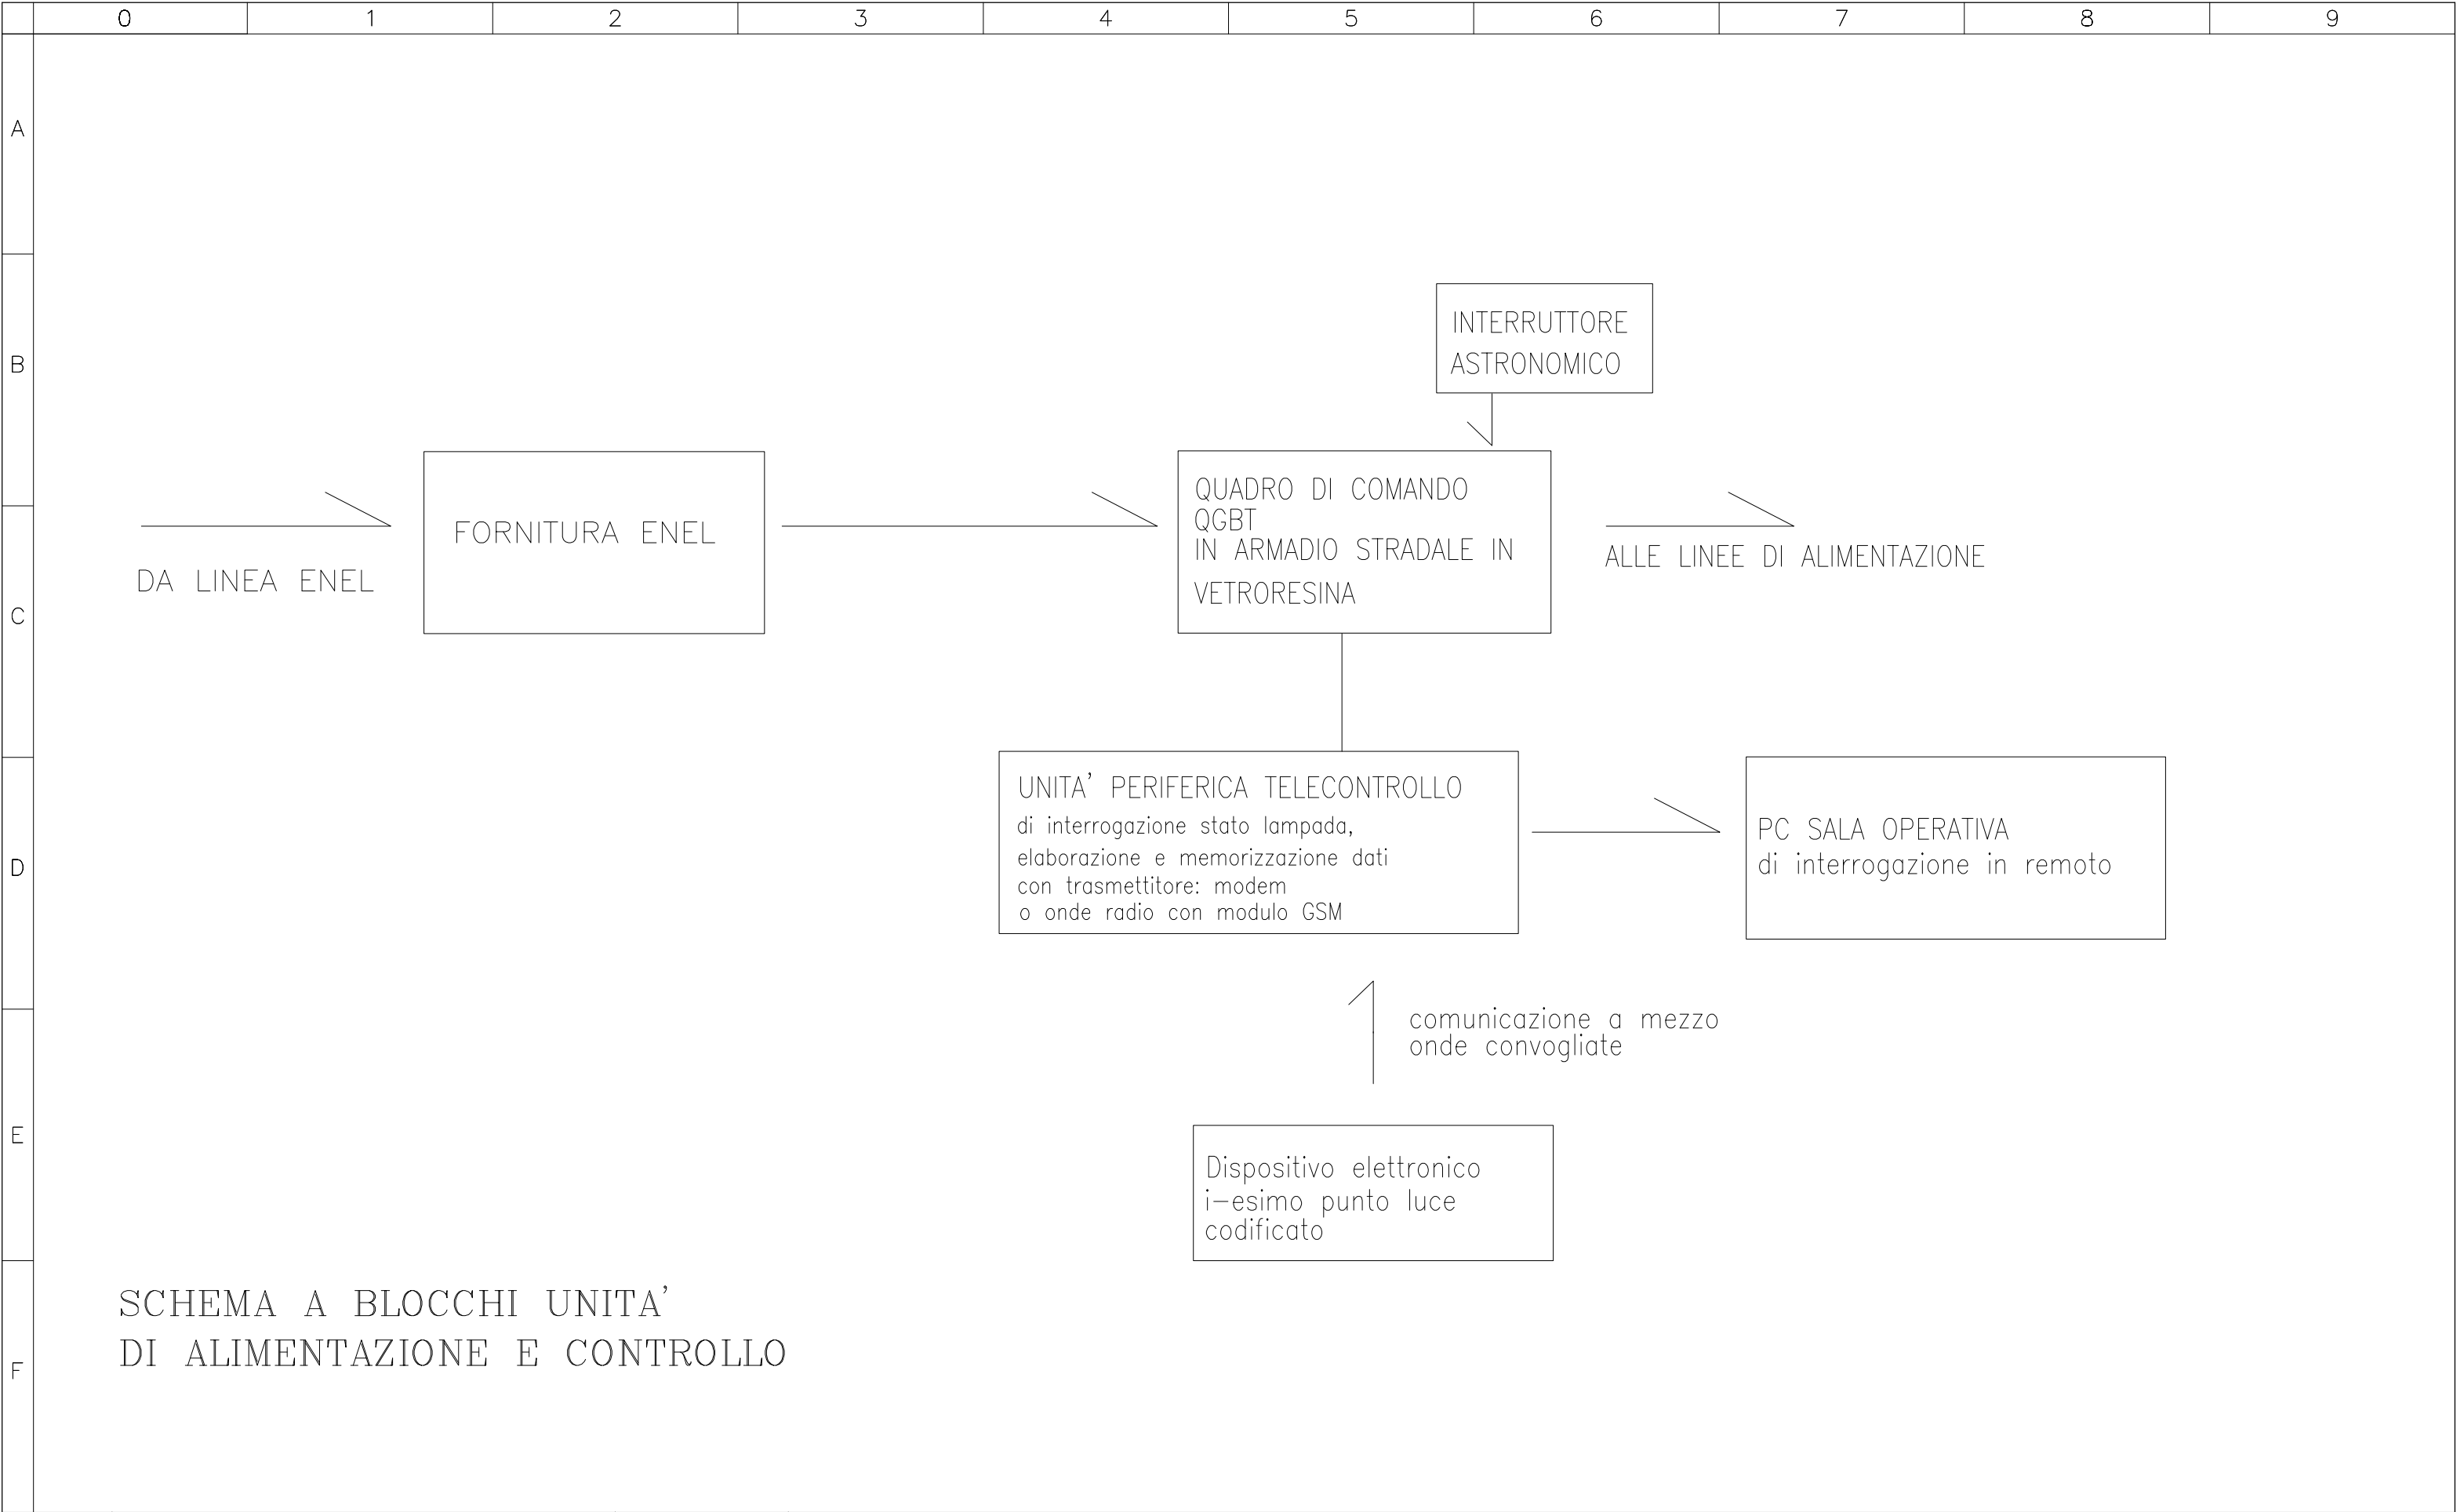 0 1 2 3 4 5 6 7 8 9
A
B
C
D
E
F
INTERRUTTORE
ASTRONOMICO
DA LINEA ENEL
FORNITURA ENEL
QUADRO DI COMANDO
QGBT
IN ARMADIO STRADALE IN
VETRORESINA
ALLE LINEE DI ALIMENTAZIONE
UNITA' PERIFERICA TELECONTROLLO
di interrogazione stato lampada,
elaborazione e memorizzazione dati
con trasmettitore: modem
o onde radio con modulo GSM
PC SALA OPERATIVA
di interrogazione in remoto
comunicazione a mezzo
onde convogliate
Dispositivo elettronico
i-esimo punto luce
codificato
SCHEMA A BLOCCHI UNITA'
DI ALIMENTAZIONE E CONTROLLO